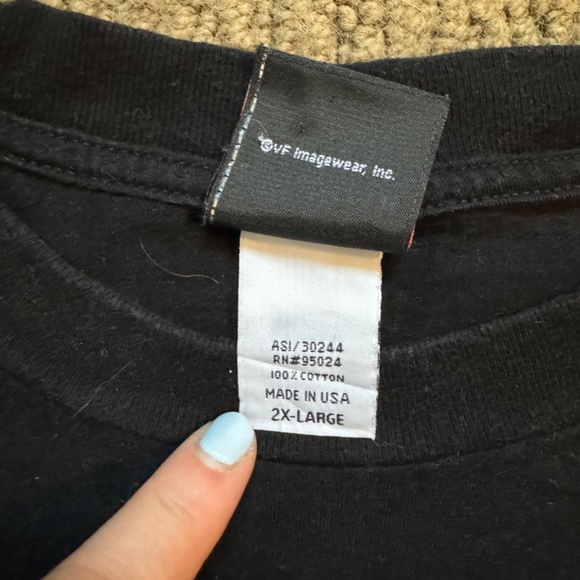 ©VF Imagewear, Inc.
ASI/30244
RN#95024
100% COTTON
MADE IN USA
2X-LARGE